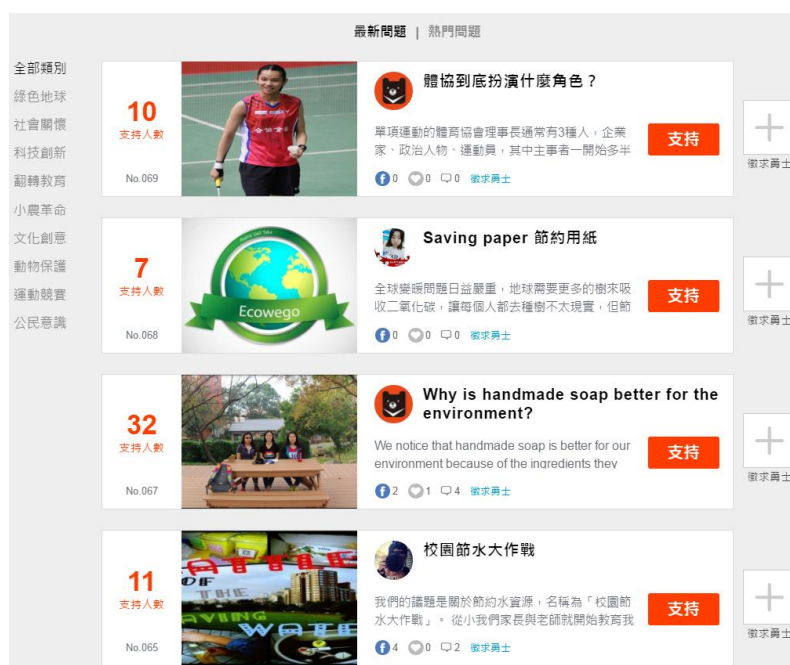 最新問題 | 熱門問題
全部類別
綠色地球
社會關懷
科技創新
翻轉教育
小農革命
文化創意
動物保護
運動競賽
公民意識
10
支持人數
No.069
體協到底扮演什麼角色？
單項運動的體育協會理事長通常有3種人，企業
家、政治人物、運動員，其中主事者一開始多半
0 0 0 徵求勇士
支持
徵求勇士
7
支持人數
No.068
Ecowego
Saving paper 節約用紙
全球變暖問題日益嚴重，地球需要更多的樹來吸
收二氧化碳，讓每個人都去種樹不太現實，但節
0 0 0 徵求勇士
支持
徵求勇士
32
支持人數
No.067
Why is handmade soap better for the
environment?
We notice that handmade soap is better for our
environment because of the ingredients they
2 1 4 徵求勇士
支持
徵求勇士
11
支持人數
No.065
OF
THE
WATE
校園節水大作戰
我們的議題是關於節約水資源，名稱為「校園節
水大作戰」。 從小我們家長與老師就開始教育我
4 0 2 徵求勇士
支持
徵求勇士